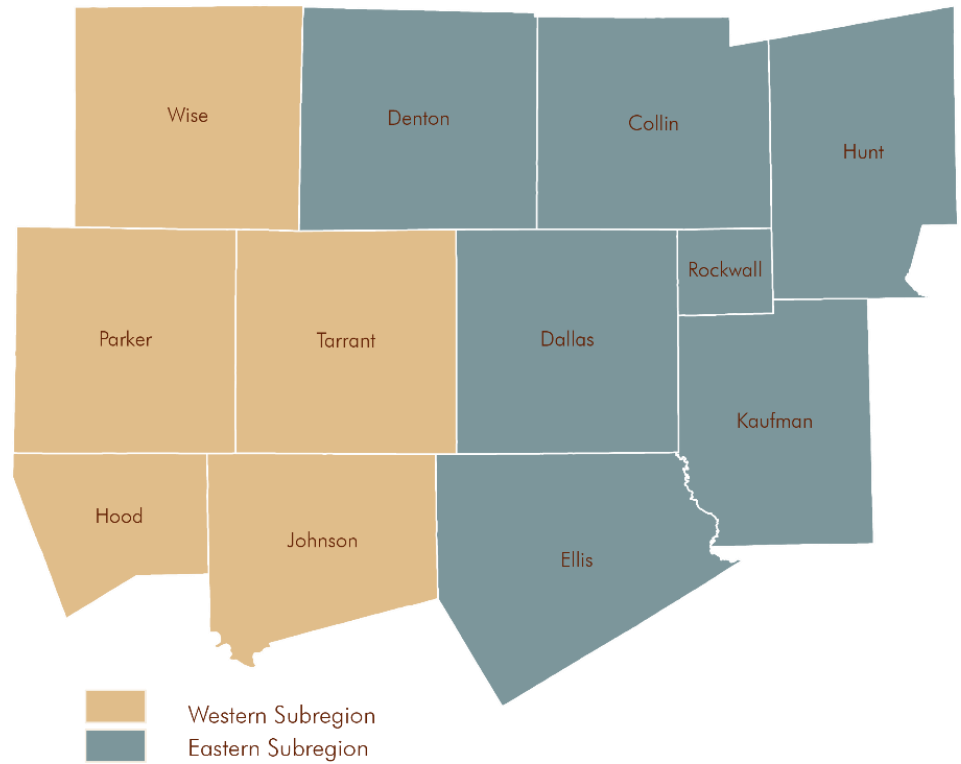 Wise
Denton
Collin
Hunt
Rockwall
Parker
Tarrant
Dallas
Kaufman
Hood
Johnson
Ellis
Western Subregion
Eastern Subregion